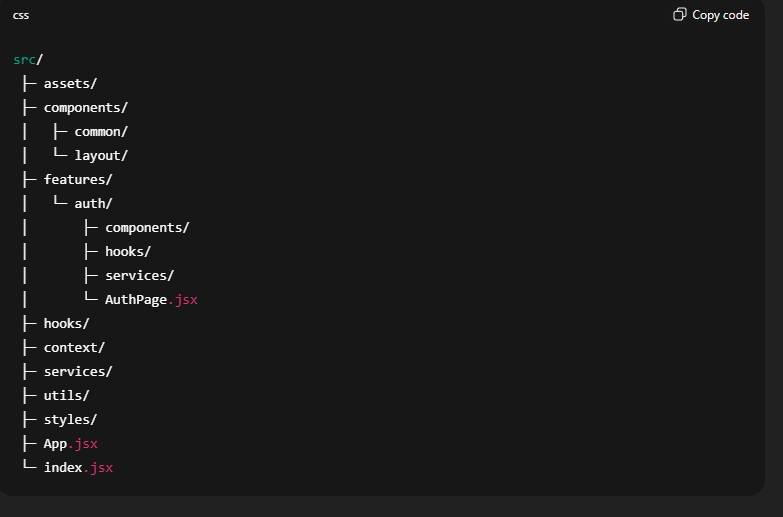 css
Copy code
src/
├─ assets/
├─ components/
│   ├─ common/
│   └─ layout/
├─ features/
│   └─ auth/
│       ├─ components/
│       ├─ hooks/
│       ├─ services/
│       └─ AuthPage.jsx
├─ hooks/
├─ context/
├─ services/
├─ utils/
├─ styles/
├─ App.jsx
└─ index.jsx